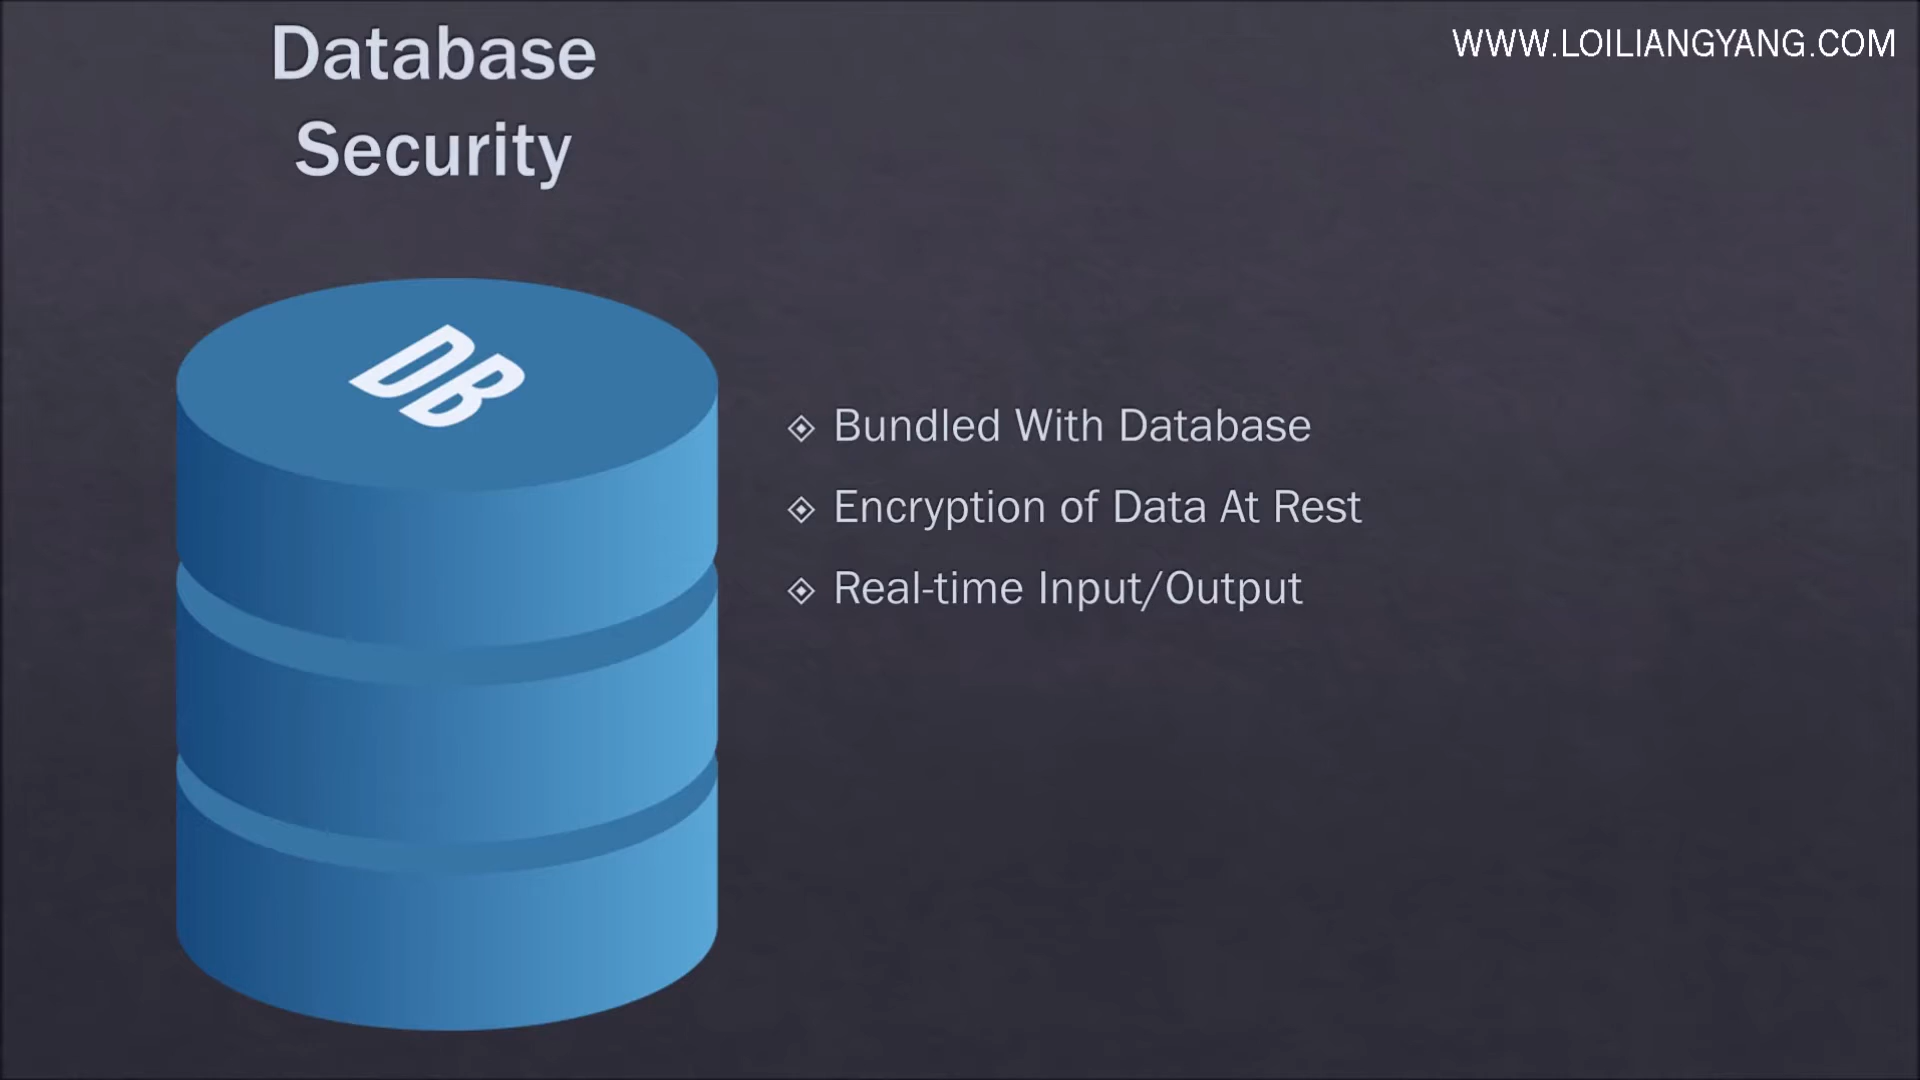 Database
Security
WWW.LOILIANGYANG.COM
DB
Bundled With Database
Encryption of Data At Rest
Real-time Input/Output